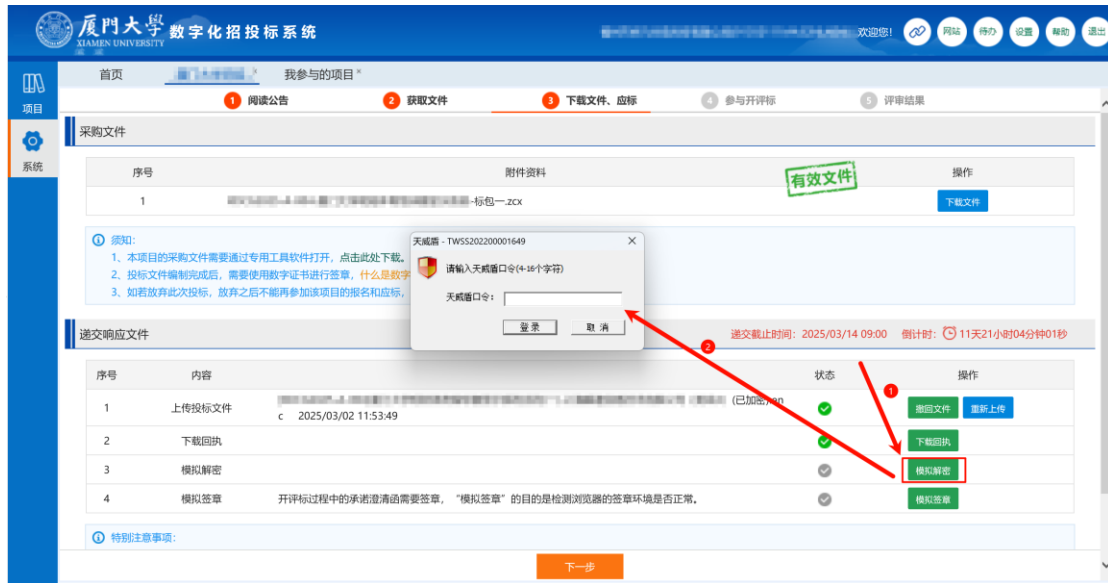 厦門大學 数字化招投标系统
XIAMEN UNIVERSITY
欢迎您! 网站 待办 设置 帮助 退出
项目
系统
首页 我参与的项目 ×
1 阅读公告 2 获取文件 3 下载文件、应标 4 参与开评标 5 评审结果
采购文件
序号 附件资料 操作
有效文件
1 -标包一.zcx 下载文件
须知:
1、本项目的采购文件需要通过专用工具软件打开，点击此处下载。
2、投标文件编制完成后，需要使用数字证书进行签章，什么是数字
3、如若放弃此次投标，放弃之后不能再参加该项目的报名和应标，
天威盾 - TWSS202200001649 ×
请输入天威盾口令(4-16个字符)
天威盾口令:
登录 取消
递交响应文件 递交截止时间: 2025/03/14 09:00 倒计时: 11天21小时04分钟01秒
2
1
序号 内容 状态 操作
1 上传投标文件 (已加密).en
c 2025/03/02 11:53:49 撤回文件 重新上传
2 下载回执 下载回执
3 模拟解密 模拟解密
4 模拟签章 开评标过程中的承诺澄清函需要签章，“模拟签章”的目的是检测浏览器的签章环境是否正常。 模拟签章
特别注意事项:
下一步